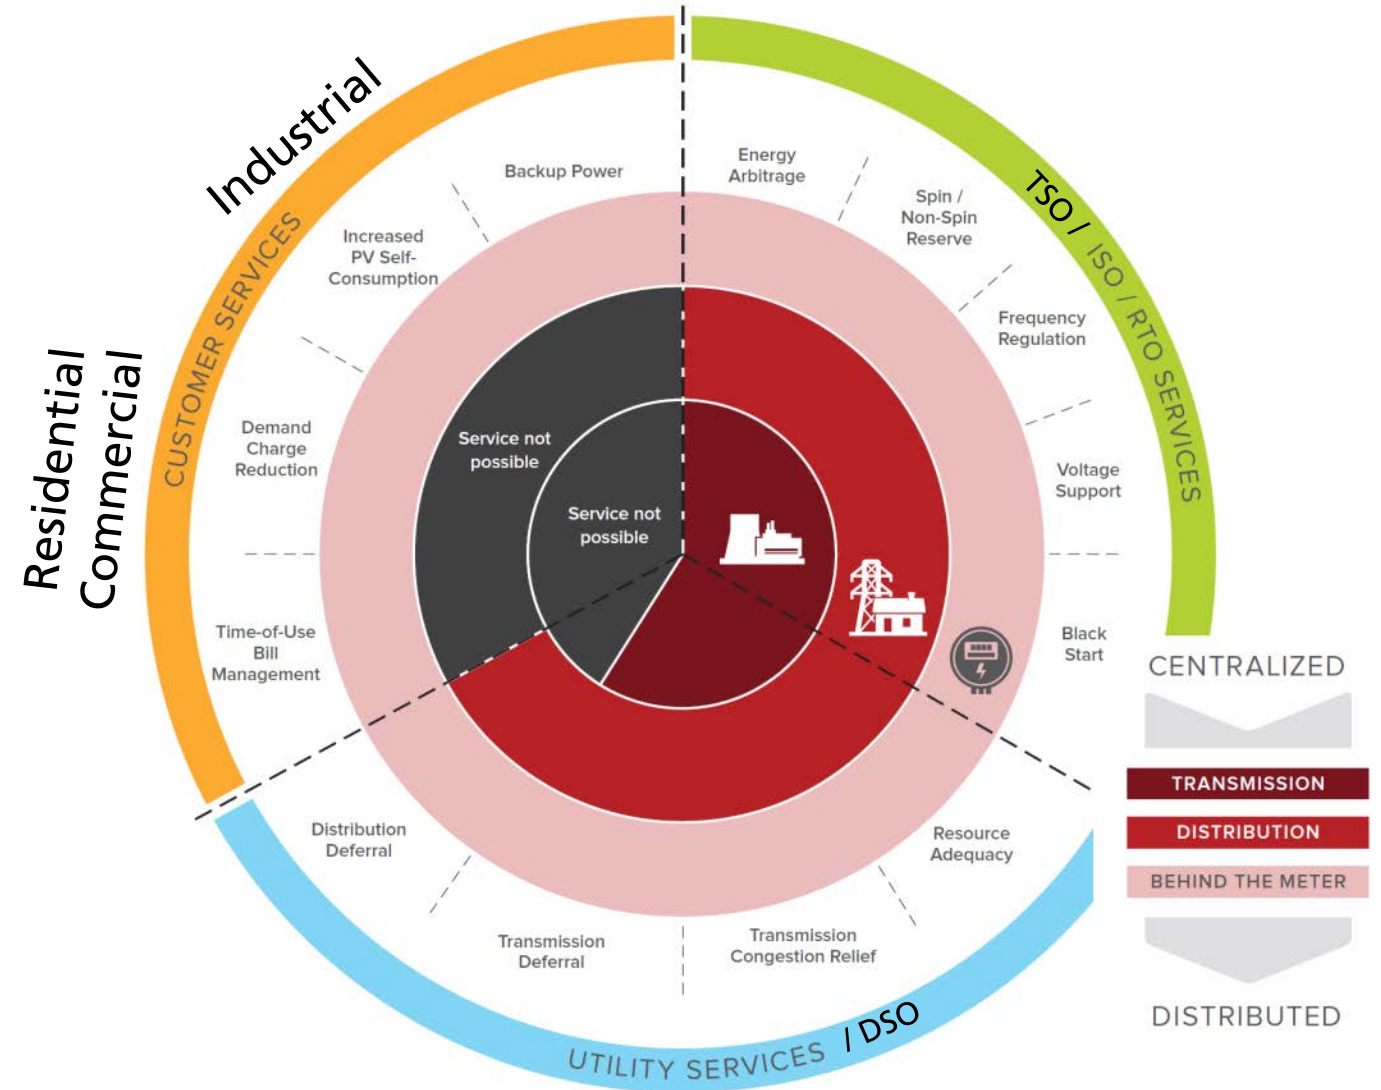 Industrial
Residential
Commercial
CUSTOMER SERVICES
Backup Power
Increased
PV Self-
Consumption
Demand
Charge
Reduction
Time-of-Use
Bill
Management
Energy
Arbitrage
Spin /
Non-Spin
Reserve
Frequency
Regulation
Voltage
Support
Black
Start
TSO / ISO / RTO SERVICES
Service not
possible
Service not
possible
Distribution
Deferral
Transmission
Deferral
Transmission
Congestion Relief
Resource
Adequacy
UTILITY SERVICES / DSO
CENTRALIZED
TRANSMISSION
DISTRIBUTION
BEHIND THE METER
DISTRIBUTED